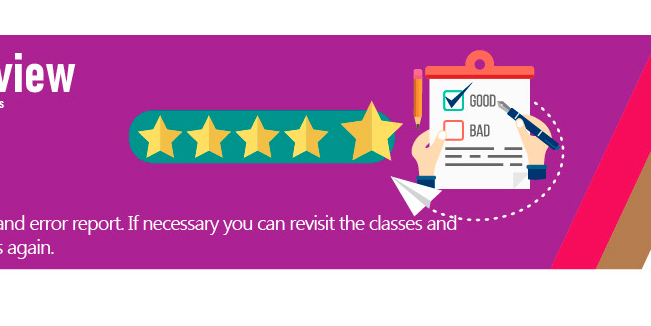 view
s
GOOD
BAD
and error report. If necessary you can revisit the classes and
s again.